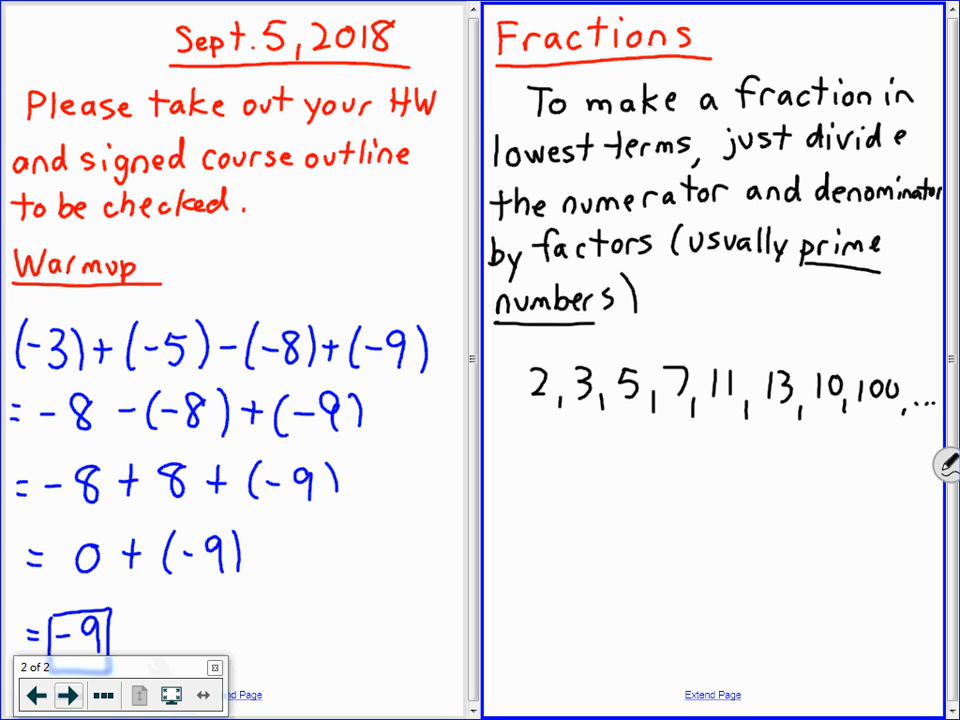 Sept. 5, 2018
Please take out your HW
and signed course outline
to be checked.
Warmup
(-3)+(-5)-(-8)+(-9)
= -8 -(-8)+(-9)
= -8 + 8 + (-9)
= 0 + (-9)
= -9
2 of 2
nd Page
Fractions
To make a fraction in
lowest terms, just divide
the numerator and denominator
by factors (usually prime
numbers)
2, 3, 5, 7, 11, 13, 10, 100, ...
Extend Page